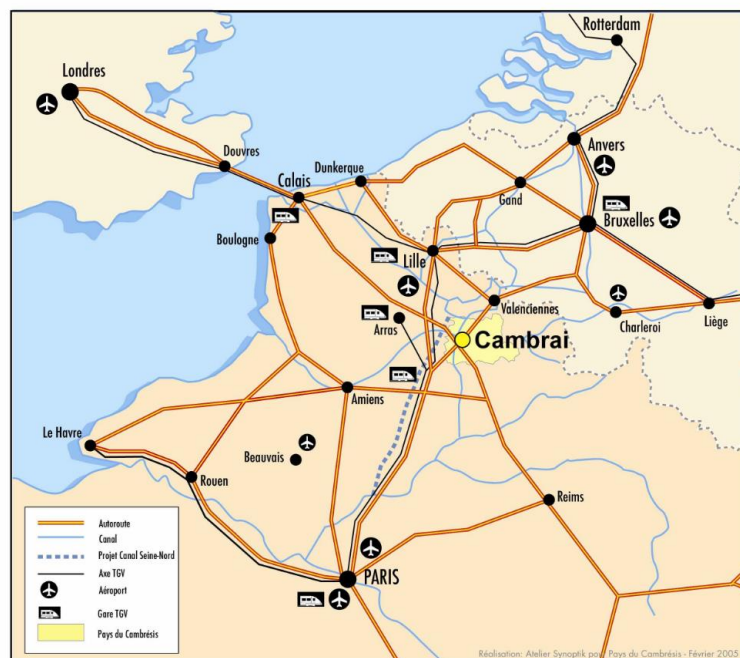 Rotterdam
Londres
Douvres
Dunkerque
Anvers
Calais
Gand
Bruxelles
Boulogne
Lille
Valenciennes
Charleroi
Liège
Arras
Cambrai
Amiens
Le Havre
Beauvais
Rouen
Reims
PARIS
Autoroute
Canal
Projet Canal Seine-Nord
Axe TGV
Aéroport
Gare TGV
Pays du Cambrésis
Réalisation: Atelier Synoptik pour Pays du Cambrésis - Février 2005